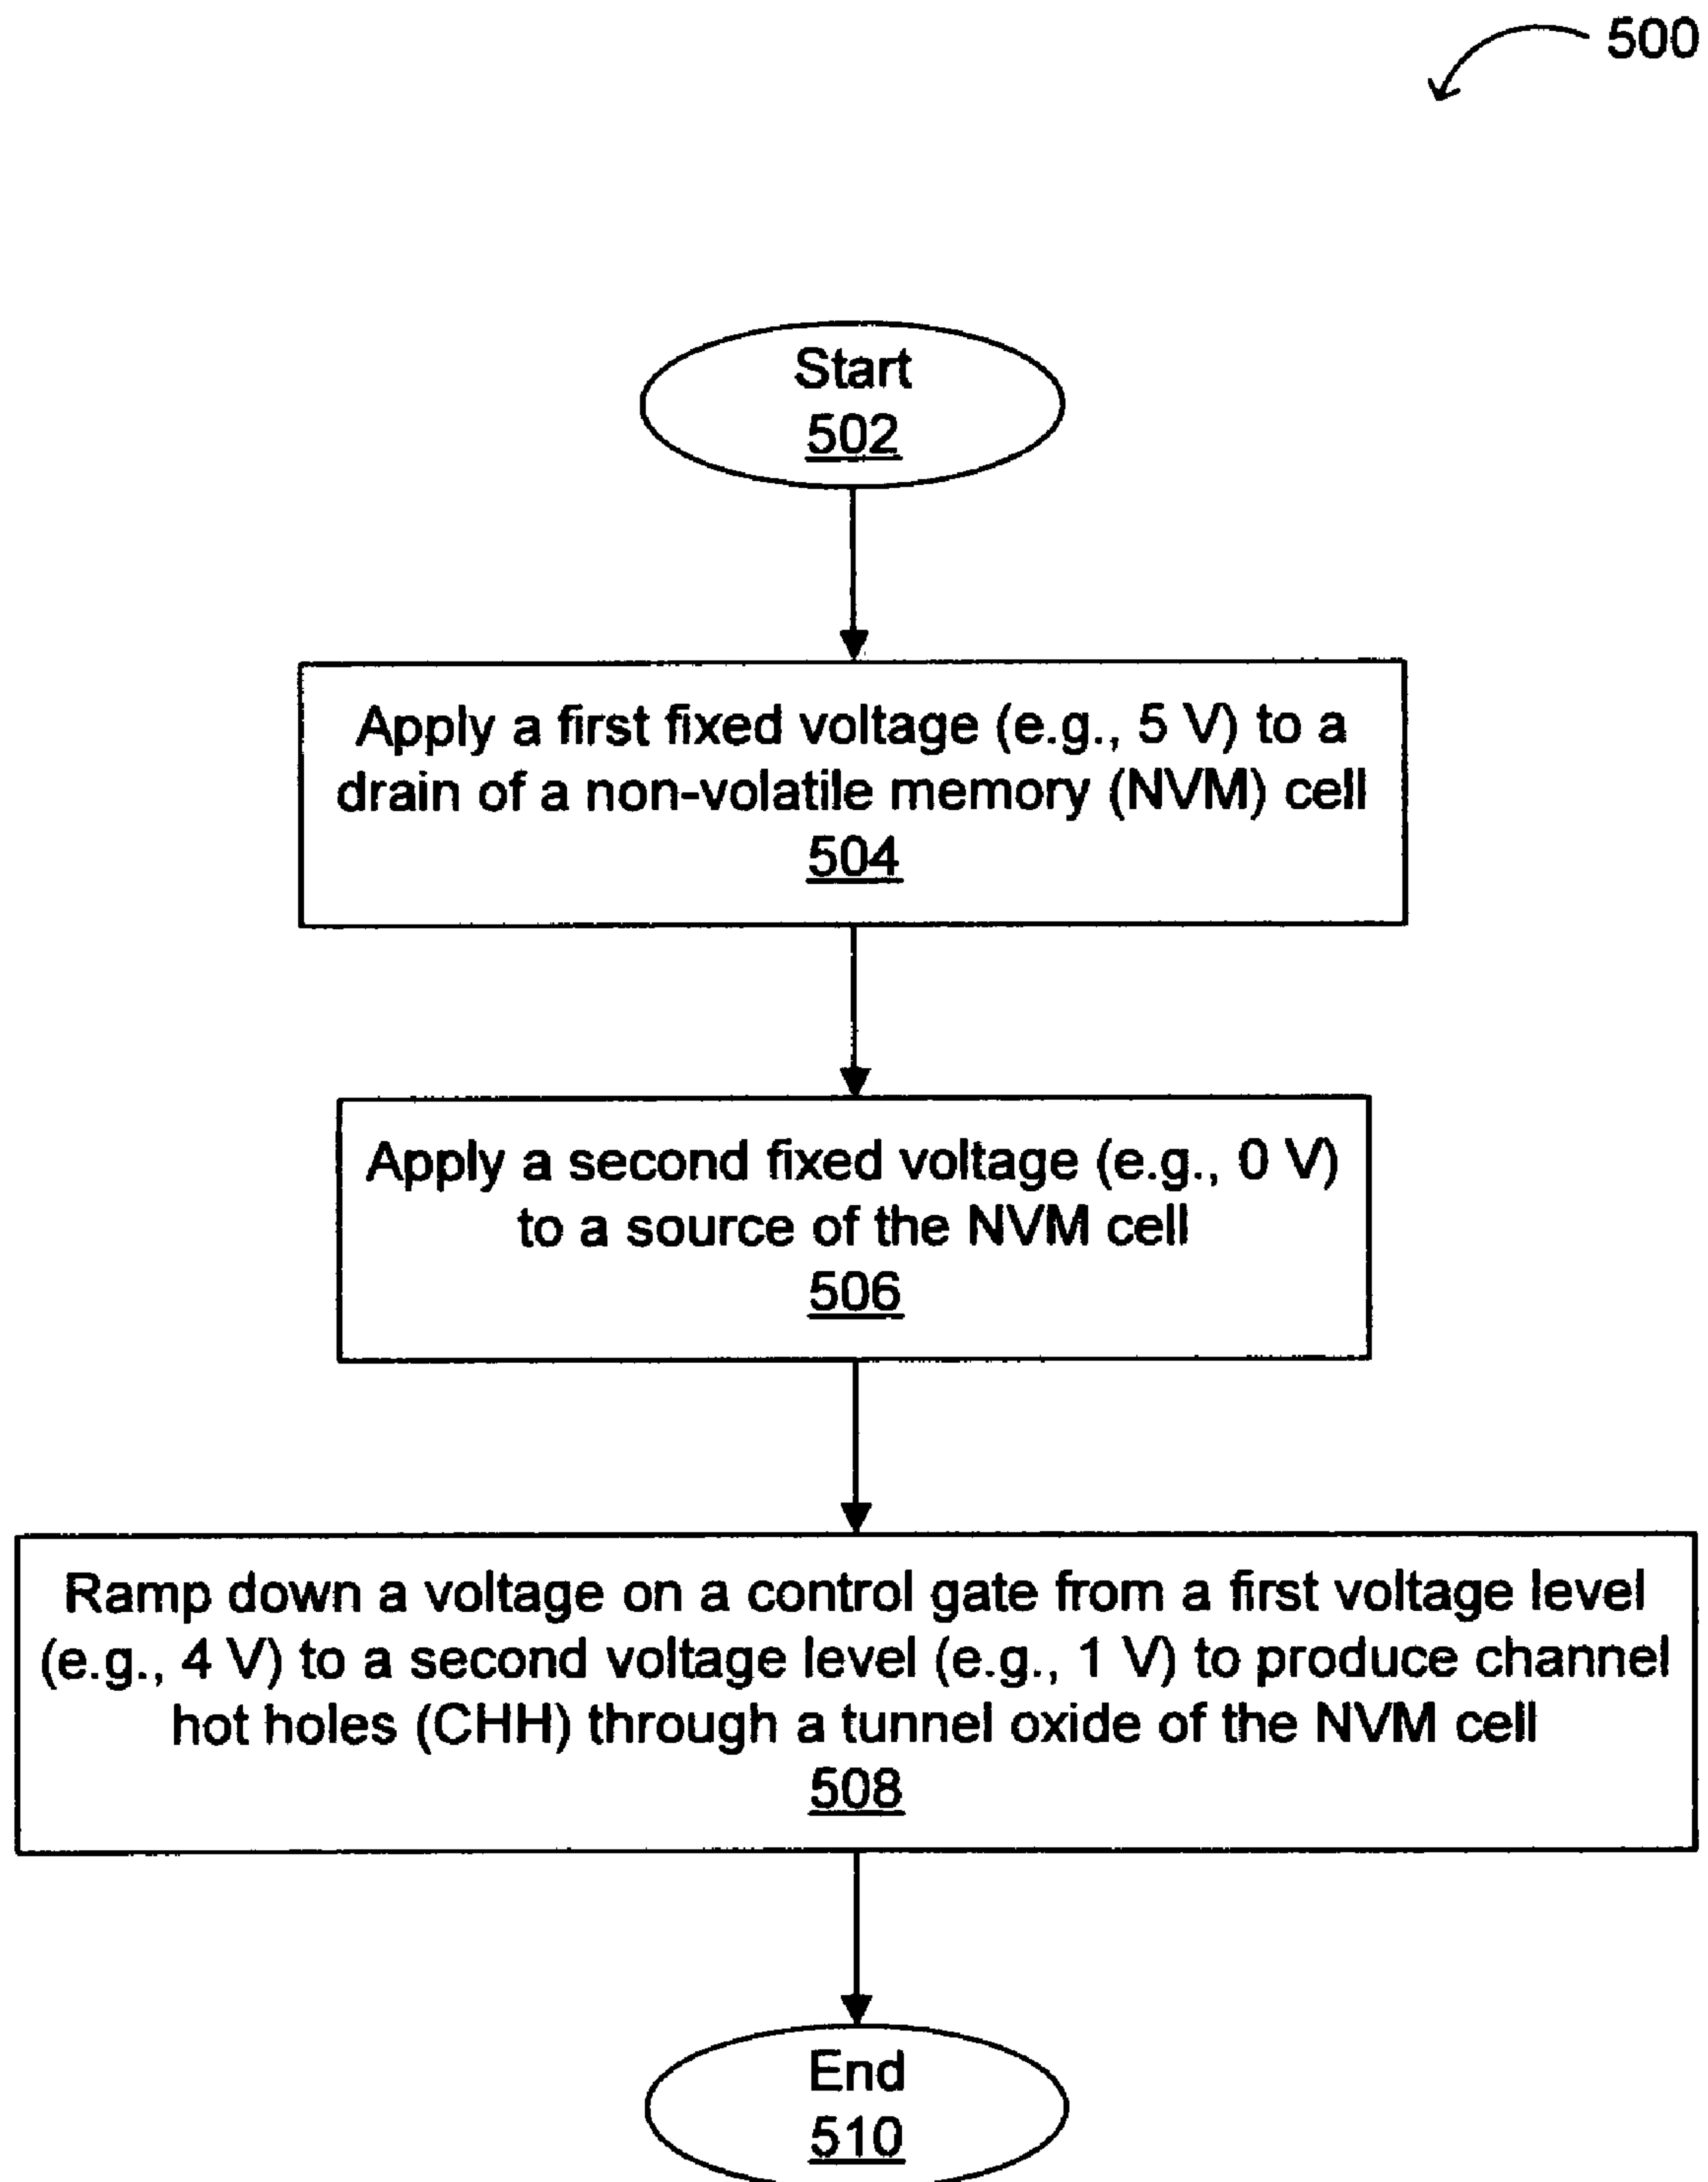 500
Start
502
Apply a first fixed voltage (e.g., 5 V) to a
drain of a non-volatile memory (NVM) cell
504
Apply a second fixed voltage (e.g., 0 V)
to a source of the NVM cell
506
Ramp down a voltage on a control gate from a first voltage level
(e.g., 4 V) to a second voltage level (e.g., 1 V) to produce channel
hot holes (CHH) through a tunnel oxide of the NVM cell
508
End
510